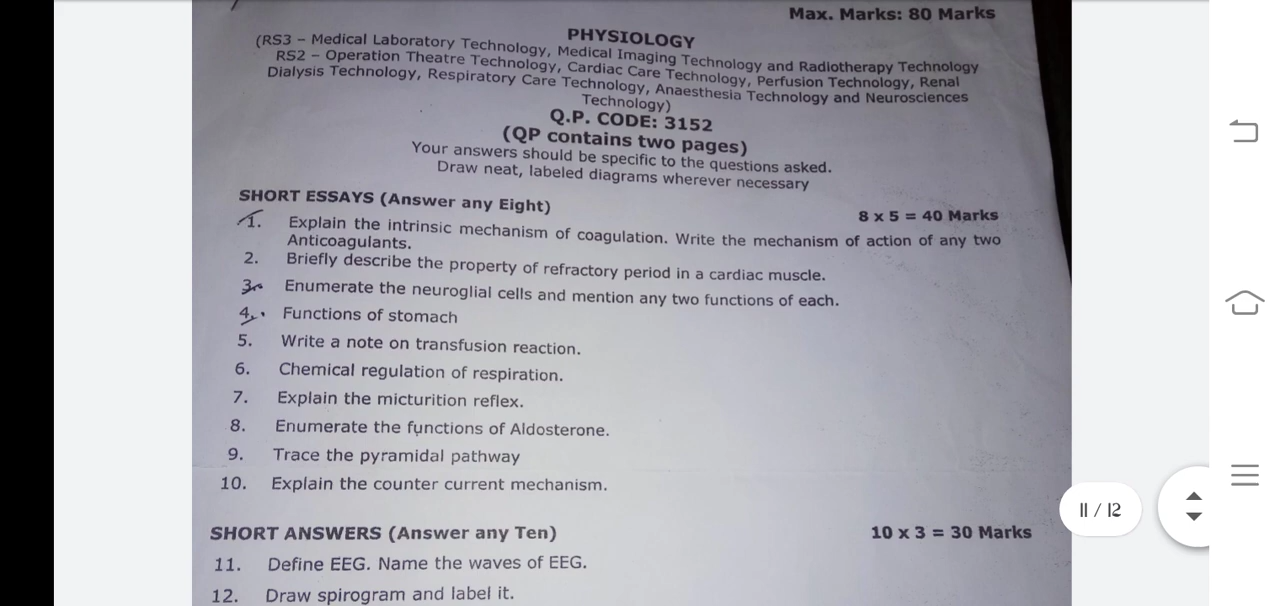 Max. Marks: 80 Marks
PHYSIOLOGY
(RS3 – Medical Laboratory Technology, Medical Imaging Technology and Radiotherapy Technology
RS2 – Operation Theatre Technology, Cardiac Care Technology, Perfusion Technology, Renal
Dialysis Technology, Respiratory Care Technology, Anaesthesia Technology and Neurosciences
Technology)
Q.P. CODE: 3152
(QP contains two pages)
Your answers should be specific to the questions asked.
Draw neat, labeled diagrams wherever necessary
SHORT ESSAYS (Answer any Eight) 8 x 5 = 40 Marks
1. Explain the intrinsic mechanism of coagulation. Write the mechanism of action of any two
Anticoagulants.
2. Briefly describe the property of refractory period in a cardiac muscle.
3. Enumerate the neuroglial cells and mention any two functions of each.
4. Functions of stomach
5. Write a note on transfusion reaction.
6. Chemical regulation of respiration.
7. Explain the micturition reflex.
8. Enumerate the functions of Aldosterone.
9. Trace the pyramidal pathway
10. Explain the counter current mechanism.
SHORT ANSWERS (Answer any Ten) 10 x 3 = 30 Marks
11. Define EEG. Name the waves of EEG.
12. Draw spirogram and label it.
11 / 12